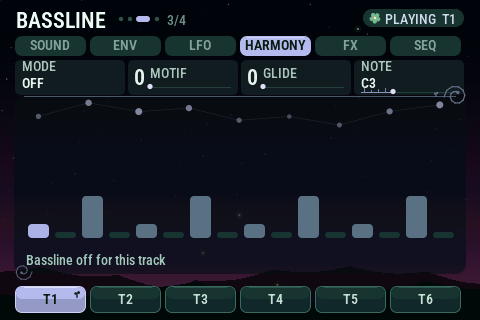 BASSLINE 3/4 PLAYING T1
SOUND ENV LFO HARMONY FX SEQ
MODE
OFF
0 MOTIF
0 GLIDE
NOTE
C3
Bassline off for this track
T1 T2 T3 T4 T5 T6